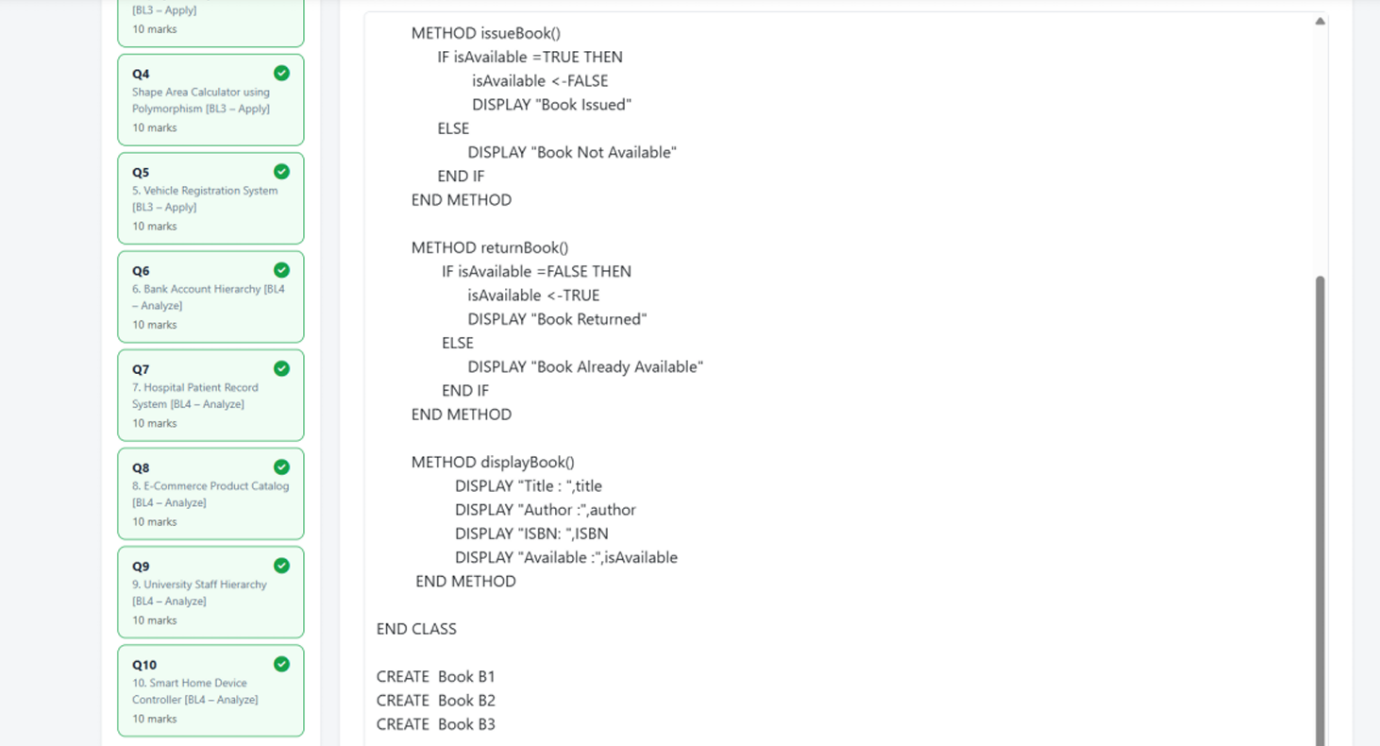 [BL3 – Apply]
10 marks
Q4
Shape Area Calculator using
Polymorphism [BL3 – Apply]
10 marks
Q5
5. Vehicle Registration System
[BL3 – Apply]
10 marks
Q6
6. Bank Account Hierarchy [BL4
– Analyze]
10 marks
Q7
7. Hospital Patient Record
System [BL4 – Analyze]
10 marks
Q8
8. E-Commerce Product Catalog
[BL4 – Analyze]
10 marks
Q9
9. University Staff Hierarchy
[BL4 – Analyze]
10 marks
Q10
10. Smart Home Device
Controller [BL4 – Analyze]
10 marks
METHOD issueBook()
IF isAvailable =TRUE THEN
isAvailable <-FALSE
DISPLAY "Book Issued"
ELSE
DISPLAY "Book Not Available"
END IF
END METHOD
METHOD returnBook()
IF isAvailable =FALSE THEN
isAvailable <-TRUE
DISPLAY "Book Returned"
ELSE
DISPLAY "Book Already Available"
END IF
END METHOD
METHOD displayBook()
DISPLAY "Title : ",title
DISPLAY "Author :",author
DISPLAY "ISBN: ",ISBN
DISPLAY "Available :",isAvailable
END METHOD
END CLASS
CREATE  Book B1
CREATE  Book B2
CREATE  Book B3